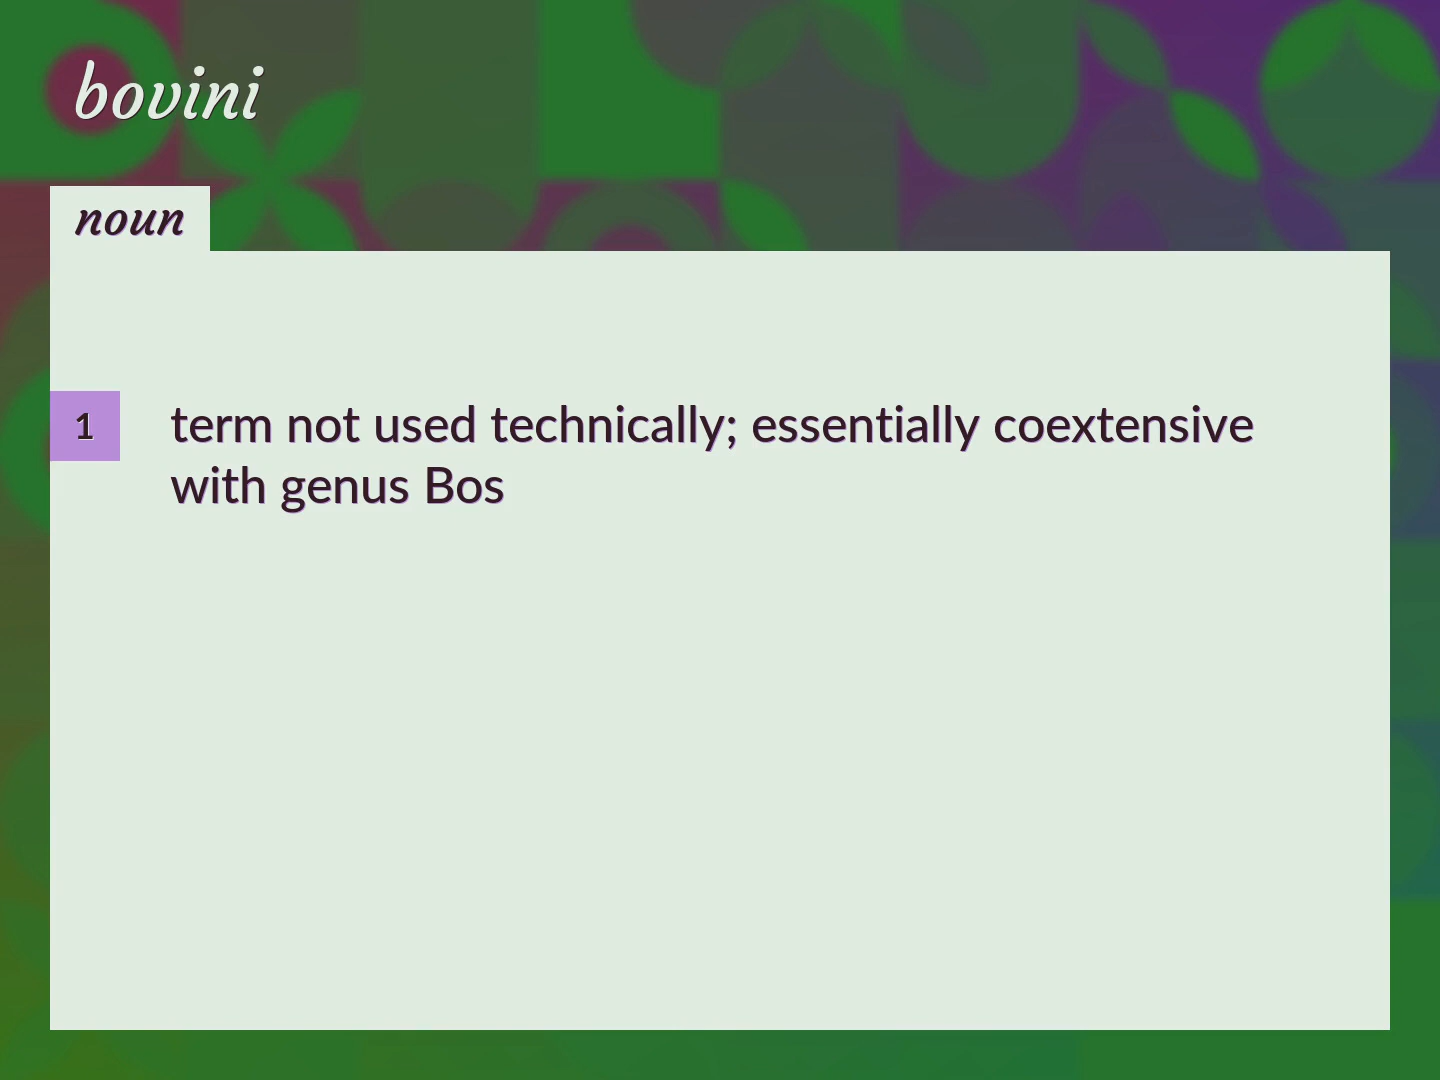 bovini
noun
1
term not used technically; essentially coextensive
with genus Bos